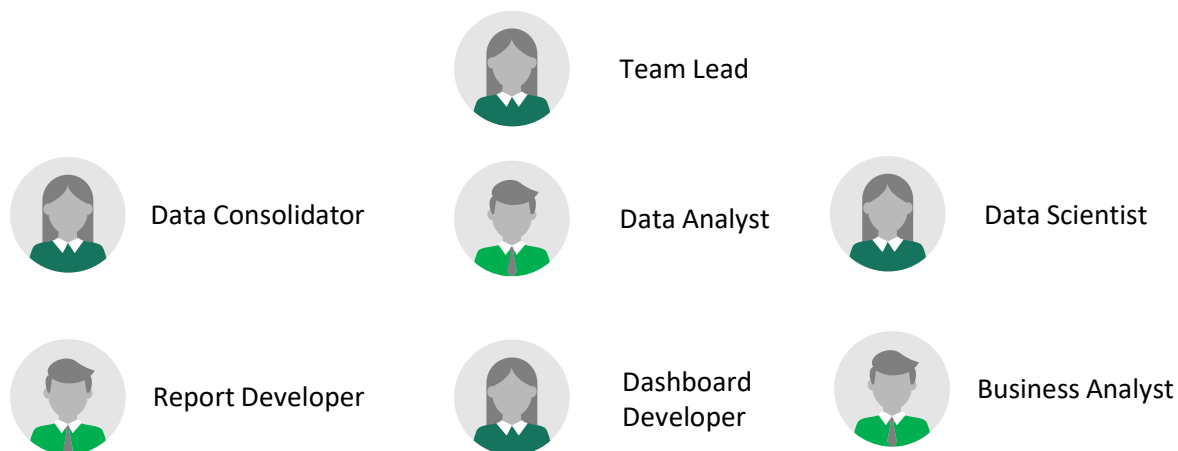 Team Lead
Data Consolidator
Data Analyst
Data Scientist
Report Developer
Dashboard
Developer
Business Analyst